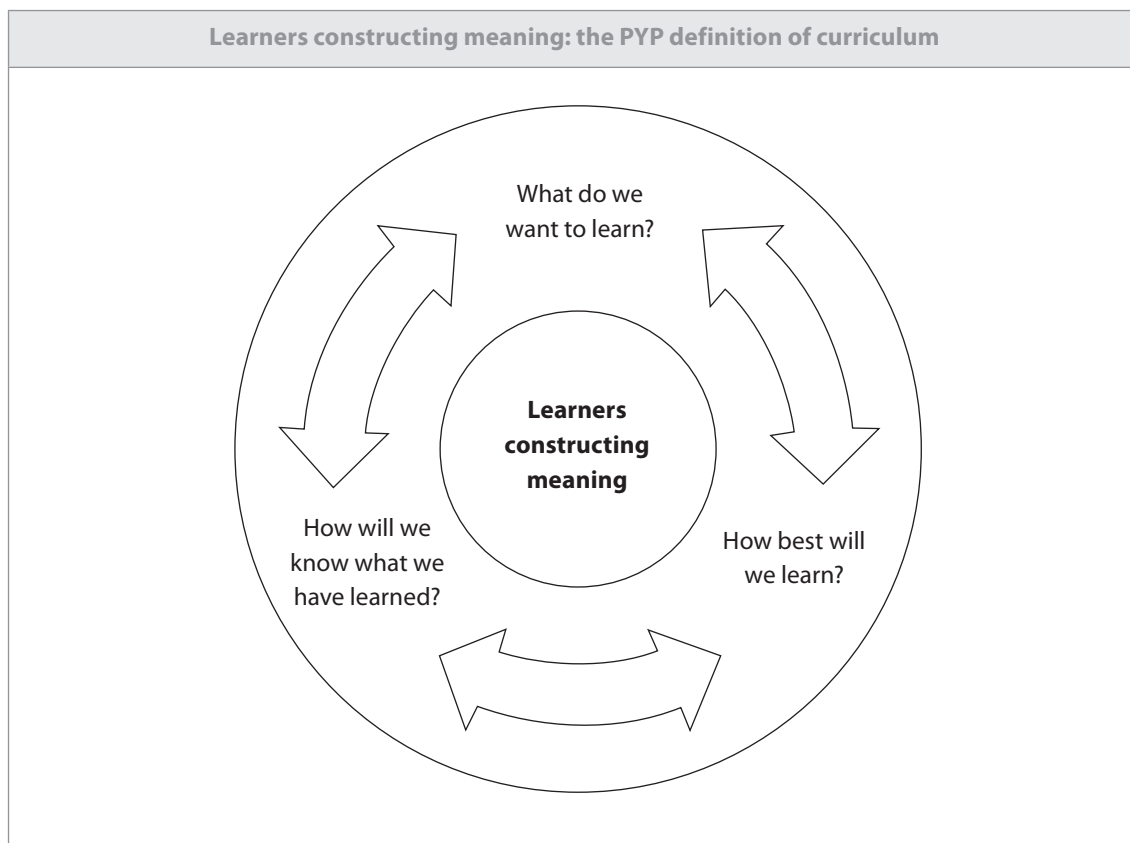 Learners constructing meaning: the PYP definition of curriculum
What do we
want to learn?
Learners
constructing
meaning
How will we
know what we
have learned?
How best will
we learn?